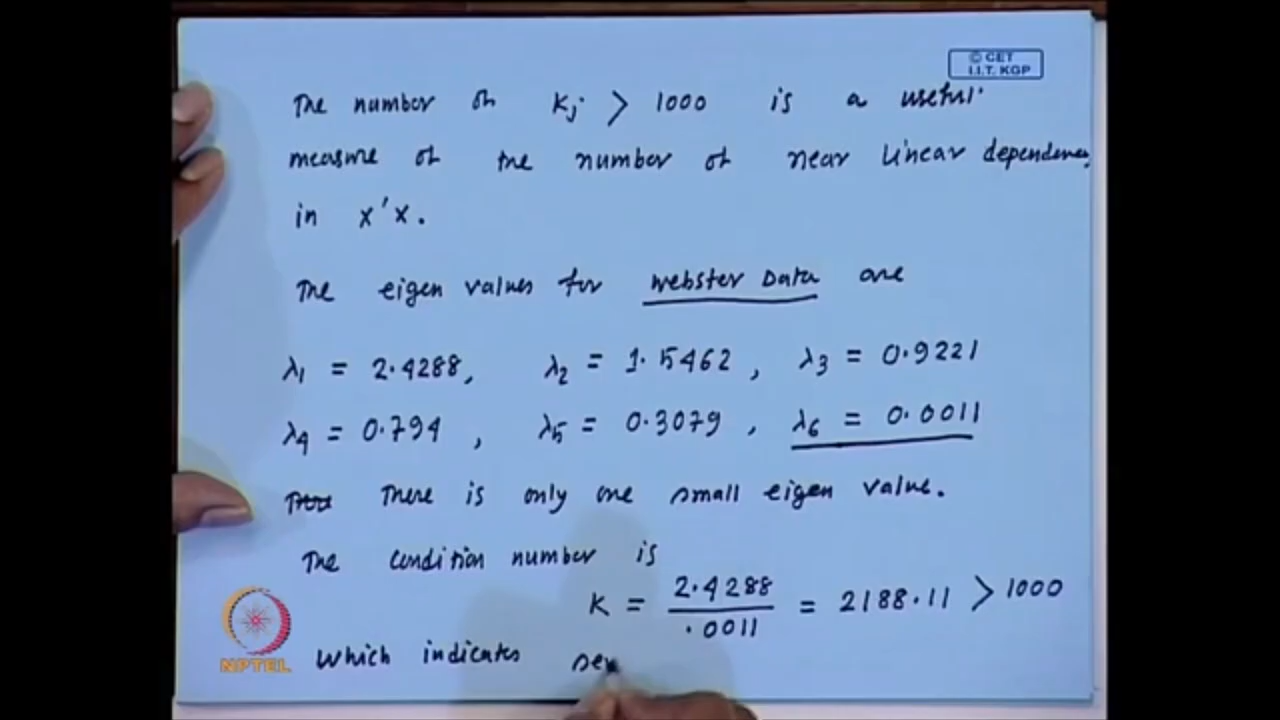 © CET
I.I.T. KGP
The number of Kj > 1000 is a useful
measure of the number of near linear dependency
in x'x.
The eigen values for webster Data are
λ1 = 2.4288, λ2 = 1.5462, λ3 = 0.9221
λ4 = 0.794, λ5 = 0.3079, λ6 = 0.0011
There is only one small eigen value.
The condition number is
K = 2.4288 / .0011 = 2188.11 > 1000
Which indicates sev
NPTEL